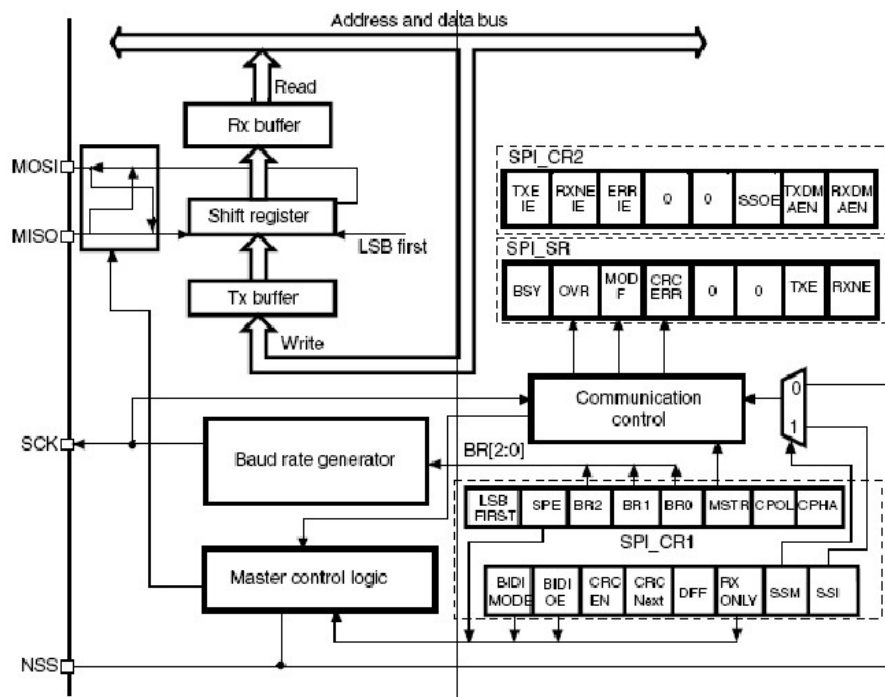 Address and data bus
Read
Rx buffer
MOSI
SPI_CR2
TXE IE RXNE IE ERR IE 0 0 SSOE TXDM AEN RXDM AEN
Shift register
MISO
LSB first
SPI_SR
BSY OVR MOD F CRC ERR 0 0 TXE RXNE
Tx buffer
Write
Communication control
0
1
SCK
Baud rate generator
BR[2:0]
LSB FIRST SPE BR2 BR1 BR0 MSTR CPOL CPHA
SPI_CR1
Master control logic
BIDI MODE BIDI OE CRC EN CRC Next DFF RX ONLY SSM SSI
NSS